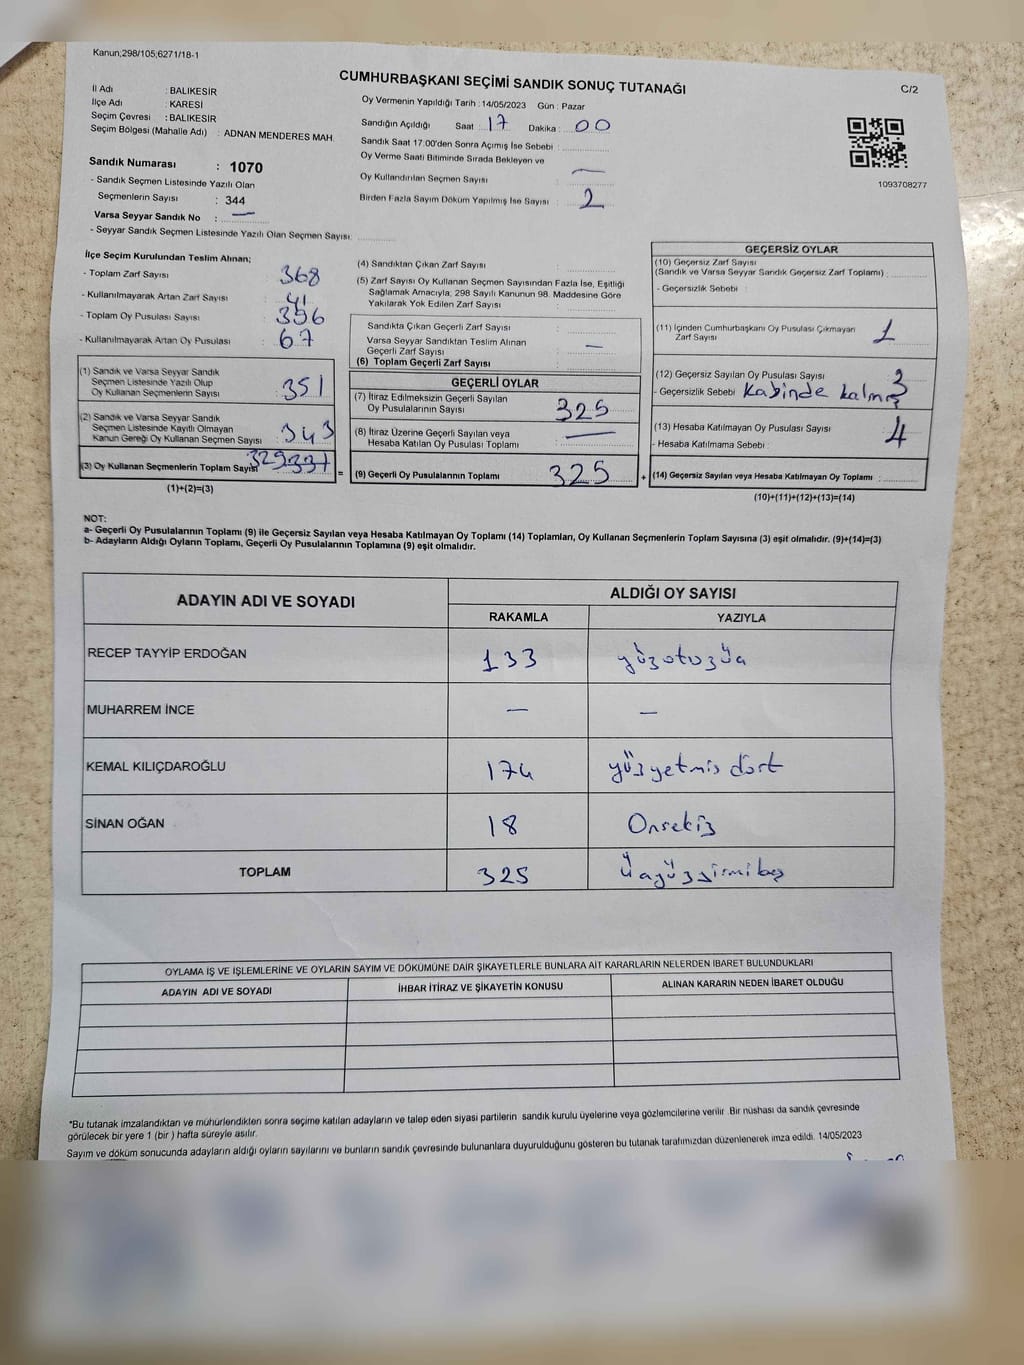 Kanun;298/105;6271/18-1
CUMHURBAŞKANI SEÇİMİ SANDIK SONUÇ TUTANAĞI
C/2
İl Adı : BALIKESİR
İlçe Adı : KARESİ
Seçim Çevresi : BALIKESİR
Seçim Bölgesi (Mahalle Adı) : ADNAN MENDERES MAH.
Sandık Numarası : 1070
- Sandık Seçmen Listesinde Yazılı Olan
Seçmenlerin Sayısı : 344
Varsa Seyyar Sandık No : —
- Seyyar Sandık Seçmen Listesinde Yazılı Olan Seçmen Sayısı:
Oy Vermenin Yapıldığı Tarih : 14/05/2023 Gün : Pazar
Sandığın Açıldığı Saat : 17 Dakika : 00
Sandık Saat 17.00'den Sonra Açımış İse Sebebi :
Oy Verme Saati Bitiminde Sırada Bekleyen ve
Oy Kullandırılan Seçmen Sayısı : —
Birden Fazla Sayım Döküm Yapılmış İse Sayısı : 2
1093708277
İlçe Seçim Kurulundan Teslim Alınan;
- Toplam Zarf Sayısı : 368
- Kullanılmayarak Artan Zarf Sayısı : 41
- Toplam Oy Pusulası Sayısı : 396
- Kullanılmayarak Artan Oy Pusulası : 67
(1) Sandık ve Varsa Seyyar Sandık
Seçmen Listesinde Yazılı Olup
Oy Kullanan Seçmenlerin Sayısı : 351
(2) Sandık ve Varsa Seyyar Sandık
Seçmen Listesinde Kayıtlı Olmayan
Kanun Gereği Oy Kullanan Seçmen Sayısı : 343
(3) Oy Kullanan Seçmenlerin Toplam Sayısı
(1)+(2)=(3)
(4) Sandıktan Çıkan Zarf Sayısı :
(5) Zarf Sayısı Oy Kullanan Seçmen Sayısından Fazla İse, Eşitliği
Sağlamak Amacıyla; 298 Sayılı Kanunun 98. Maddesine Göre
Yakılarak Yok Edilen Zarf Sayısı :
Sandıkta Çıkan Geçerli Zarf Sayısı :
Varsa Seyyar Sandıktan Teslim Alınan
Geçerli Zarf Sayısı : —
(6) Toplam Geçerli Zarf Sayısı
GEÇERLİ OYLAR
(7) İtiraz Edilmeksizin Geçerli Sayılan
Oy Pusulalarının Sayısı : 325
(8) İtiraz Üzerine Geçerli Sayılan veya
Hesaba Katılan Oy Pusulası Toplamı : —
= (9) Geçerli Oy Pusulalarının Toplamı 325
GEÇERSİZ OYLAR
(10) Geçersiz Zarf Sayısı
(Sandık ve Varsa Seyyar Sandık Geçersiz Zarf Toplamı) :
- Geçersizlik Sebebi :
(11) İçinden Cumhurbaşkanı Oy Pusulası Çıkmayan
Zarf Sayısı : 1
(12) Geçersiz Sayılan Oy Pusulası Sayısı : 3
- Geçersizlik Sebebi : Kabinde kalmış
(13) Hesaba Katılmayan Oy Pusulası Sayısı : 4
- Hesaba Katılmama Sebebi :
+ (14) Geçersiz Sayılan veya Hesaba Katılmayan Oy Toplamı :
(10)+(11)+(12)+(13)=(14)
NOT:
a- Geçerli Oy Pusulalarının Toplamı (9) ile Geçersiz Sayılan veya Hesaba Katılmayan Oy Toplamı (14) Toplamları, Oy Kullanan Seçmenlerin Toplam Sayısına (3) eşit olmalıdır. (9)+(14)=(3)
b- Adayların Aldığı Oyların Toplamı, Geçerli Oy Pusulalarının Toplamına (9) eşit olmalıdır.
ADAYIN ADI VE SOYADI ALDIĞI OY SAYISI
RAKAMLA YAZIYLA
RECEP TAYYİP ERDOĞAN 133 yüzotuzüç
MUHARREM İNCE — —
KEMAL KILIÇDAROĞLU 174 yüzyetmiş dört
SİNAN OĞAN 18 Onsekiz
TOPLAM 325 üçyüzyirmibeş
OYLAMA İŞ VE İŞLEMLERİNE VE OYLARIN SAYIM VE DÖKÜMÜNE DAİR ŞİKAYETLERLE BUNLARA AİT KARARLARIN NELERDEN İBARET BULUNDUKLARI
ADAYIN ADI VE SOYADI İHBAR İTİRAZ VE ŞİKAYETİN KONUSU ALINAN KARARIN NEDEN İBARET OLDUĞU
*Bu tutanak imzalandıktan ve mühürlendikten sonra seçime katılan adayların ve talep eden siyasi partilerin sandık kurulu üyelerine veya gözlemcilerine verilir .Bir nüshası da sandık çevresinde
görülecek bir yere 1 (bir ) hafta süreyle asılır.
Sayım ve döküm sonucunda adayların aldığı oyların sayılarını ve bunların sandık çevresinde bulunanlara duyurulduğunu gösteren bu tutanak tarafımızdan düzenlenerek imza edildi. 14/05/2023